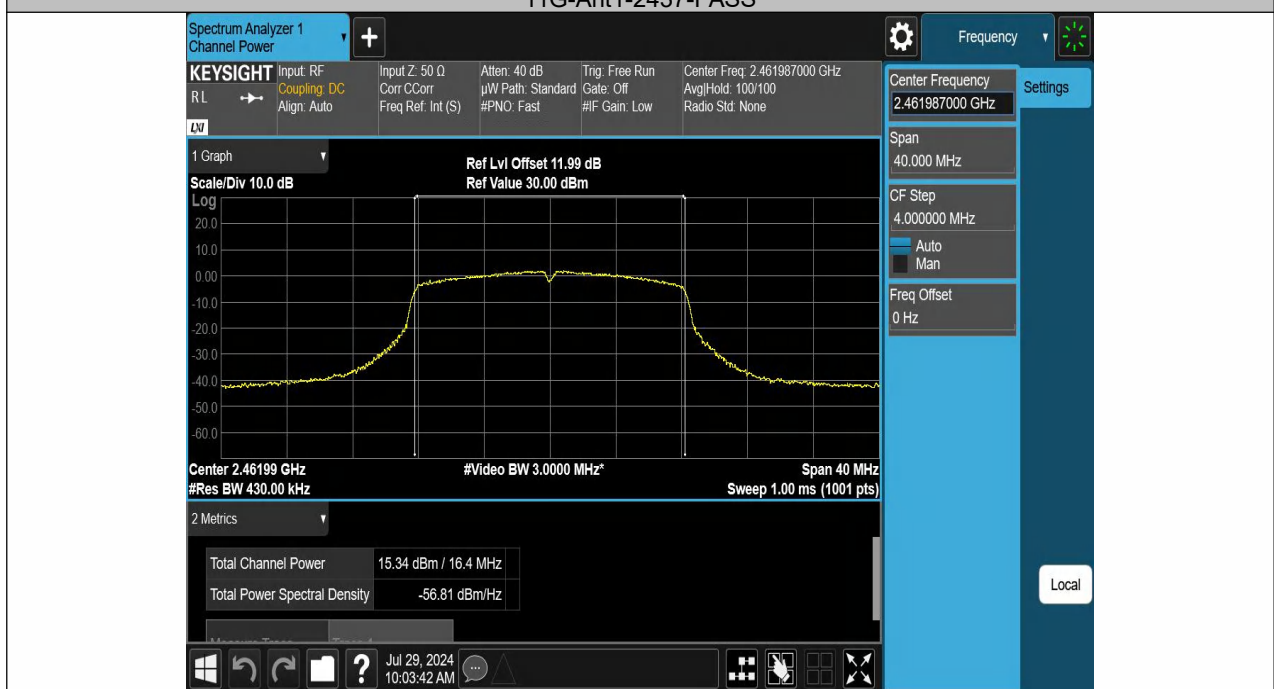 11G-Ant1-2437-PASS
Spectrum Analyzer 1
Channel Power
Frequency
KEYSIGHT
RL
LXI
Input: RF
Coupling: DC
Align: Auto
Input Z: 50 Ω
Corr CCorr
Freq Ref: Int (S)
Atten: 40 dB
µW Path: Standard
#PNO: Fast
Trig: Free Run
Gate: Off
#IF Gain: Low
Center Freq: 2.461987000 GHz
Avg|Hold: 100/100
Radio Std: None
Center Frequency
2.461987000 GHz
Settings
Span
40.000 MHz
CF Step
4.000000 MHz
Auto
Man
Freq Offset
0 Hz
1 Graph
Scale/Div 10.0 dB
Ref Lvl Offset 11.99 dB
Ref Value 30.00 dBm
Log
20.0
10.0
0.00
-10.0
-20.0
-30.0
-40.0
-50.0
-60.0
Center 2.46199 GHz
#Video BW 3.0000 MHz*
Span 40 MHz
#Res BW 430.00 kHz
Sweep 1.00 ms (1001 pts)
2 Metrics
Total Channel Power 15.34 dBm / 16.4 MHz
Total Power Spectral Density -56.81 dBm/Hz
Local
?
Jul 29, 2024
10:03:42 AM